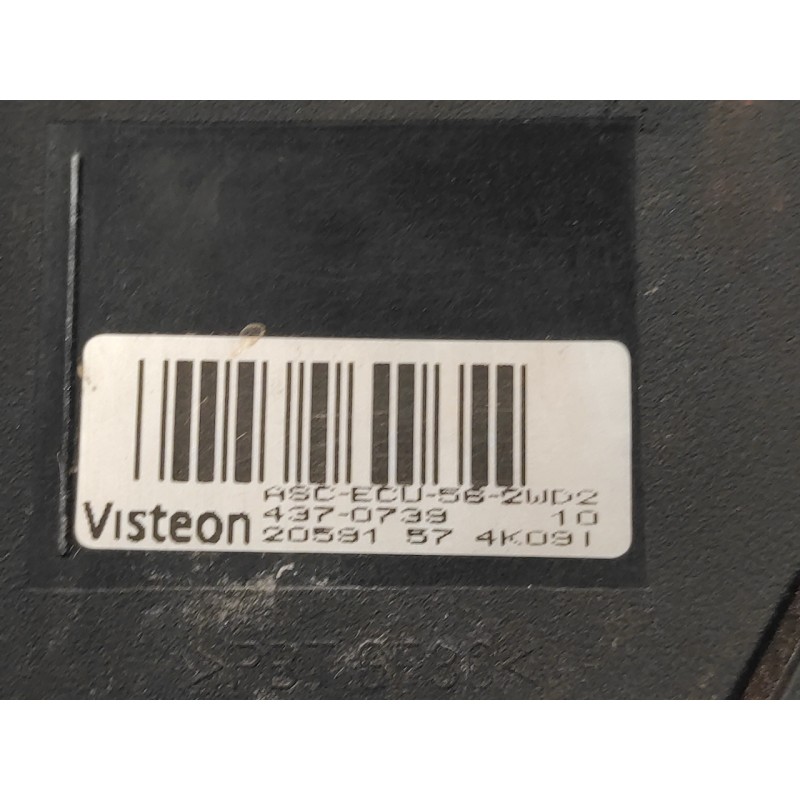 ASC-ECU-56-2WD2
Visteon 437-0739 10
20591 57 4K091